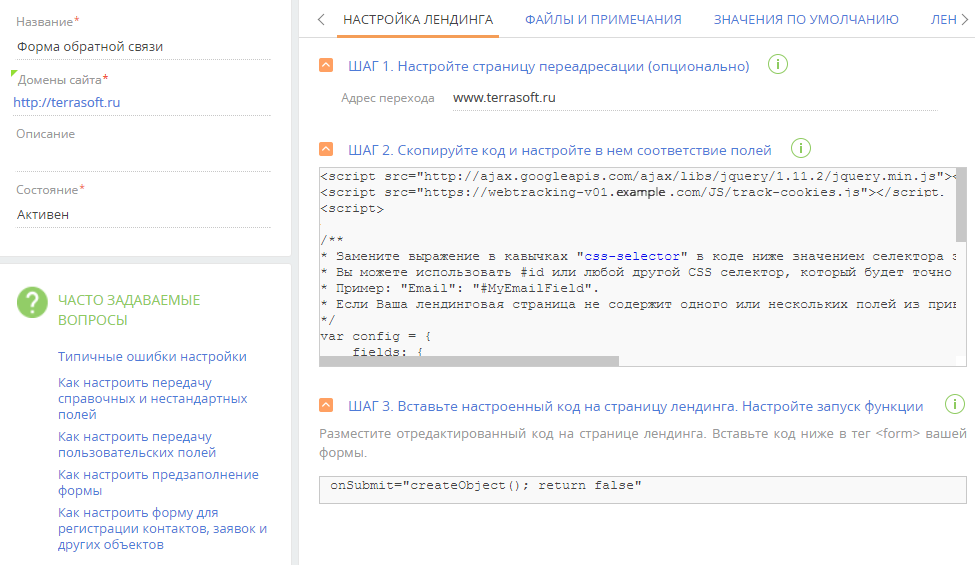 Название*
Форма обратной связи
Домены сайта*
http://terrasoft.ru
Описание
Состояние*
Активен
ЧАСТО ЗАДАВАЕМЫЕ
ВОПРОСЫ
Типичные ошибки настройки
Как настроить передачу
справочных и нестандартных
полей
Как настроить передачу
пользовательских полей
Как настроить предзаполнение
формы
Как настроить форму для
регистрации контактов, заявок и
других объектов
НАСТРОЙКА ЛЕНДИНГА ФАЙЛЫ И ПРИМЕЧАНИЯ ЗНАЧЕНИЯ ПО УМОЛЧАНИЮ ЛЕН
ШАГ 1. Настройте страницу переадресации (опционально)
Адрес перехода www.terrasoft.ru
ШАГ 2. Скопируйте код и настройте в нем соответствие полей
<script src="http://ajax.googleapis.com/ajax/libs/jquery/1.11.2/jquery.min.js"><
<script src="https://webtracking-v01.example.com/JS/track-cookies.js"></script.
<script>
/**
* Замените выражение в кавычках "css-selector" в коде ниже значением селектора
* Вы можете использовать #id или любой другой CSS селектор, который будет точно
* Пример: "Email": "#MyEmailField".
* Если Ваша лендинговая страница не содержит одного или нескольких полей из
*/
var config = {
fields: {
ШАГ 3. Вставьте настроенный код на страницу лендинга. Настройте запуск функции
Разместите отредактированный код на странице лендинга. Вставьте код ниже в тег <form> вашей
формы.
onSubmit="createObject(); return false"